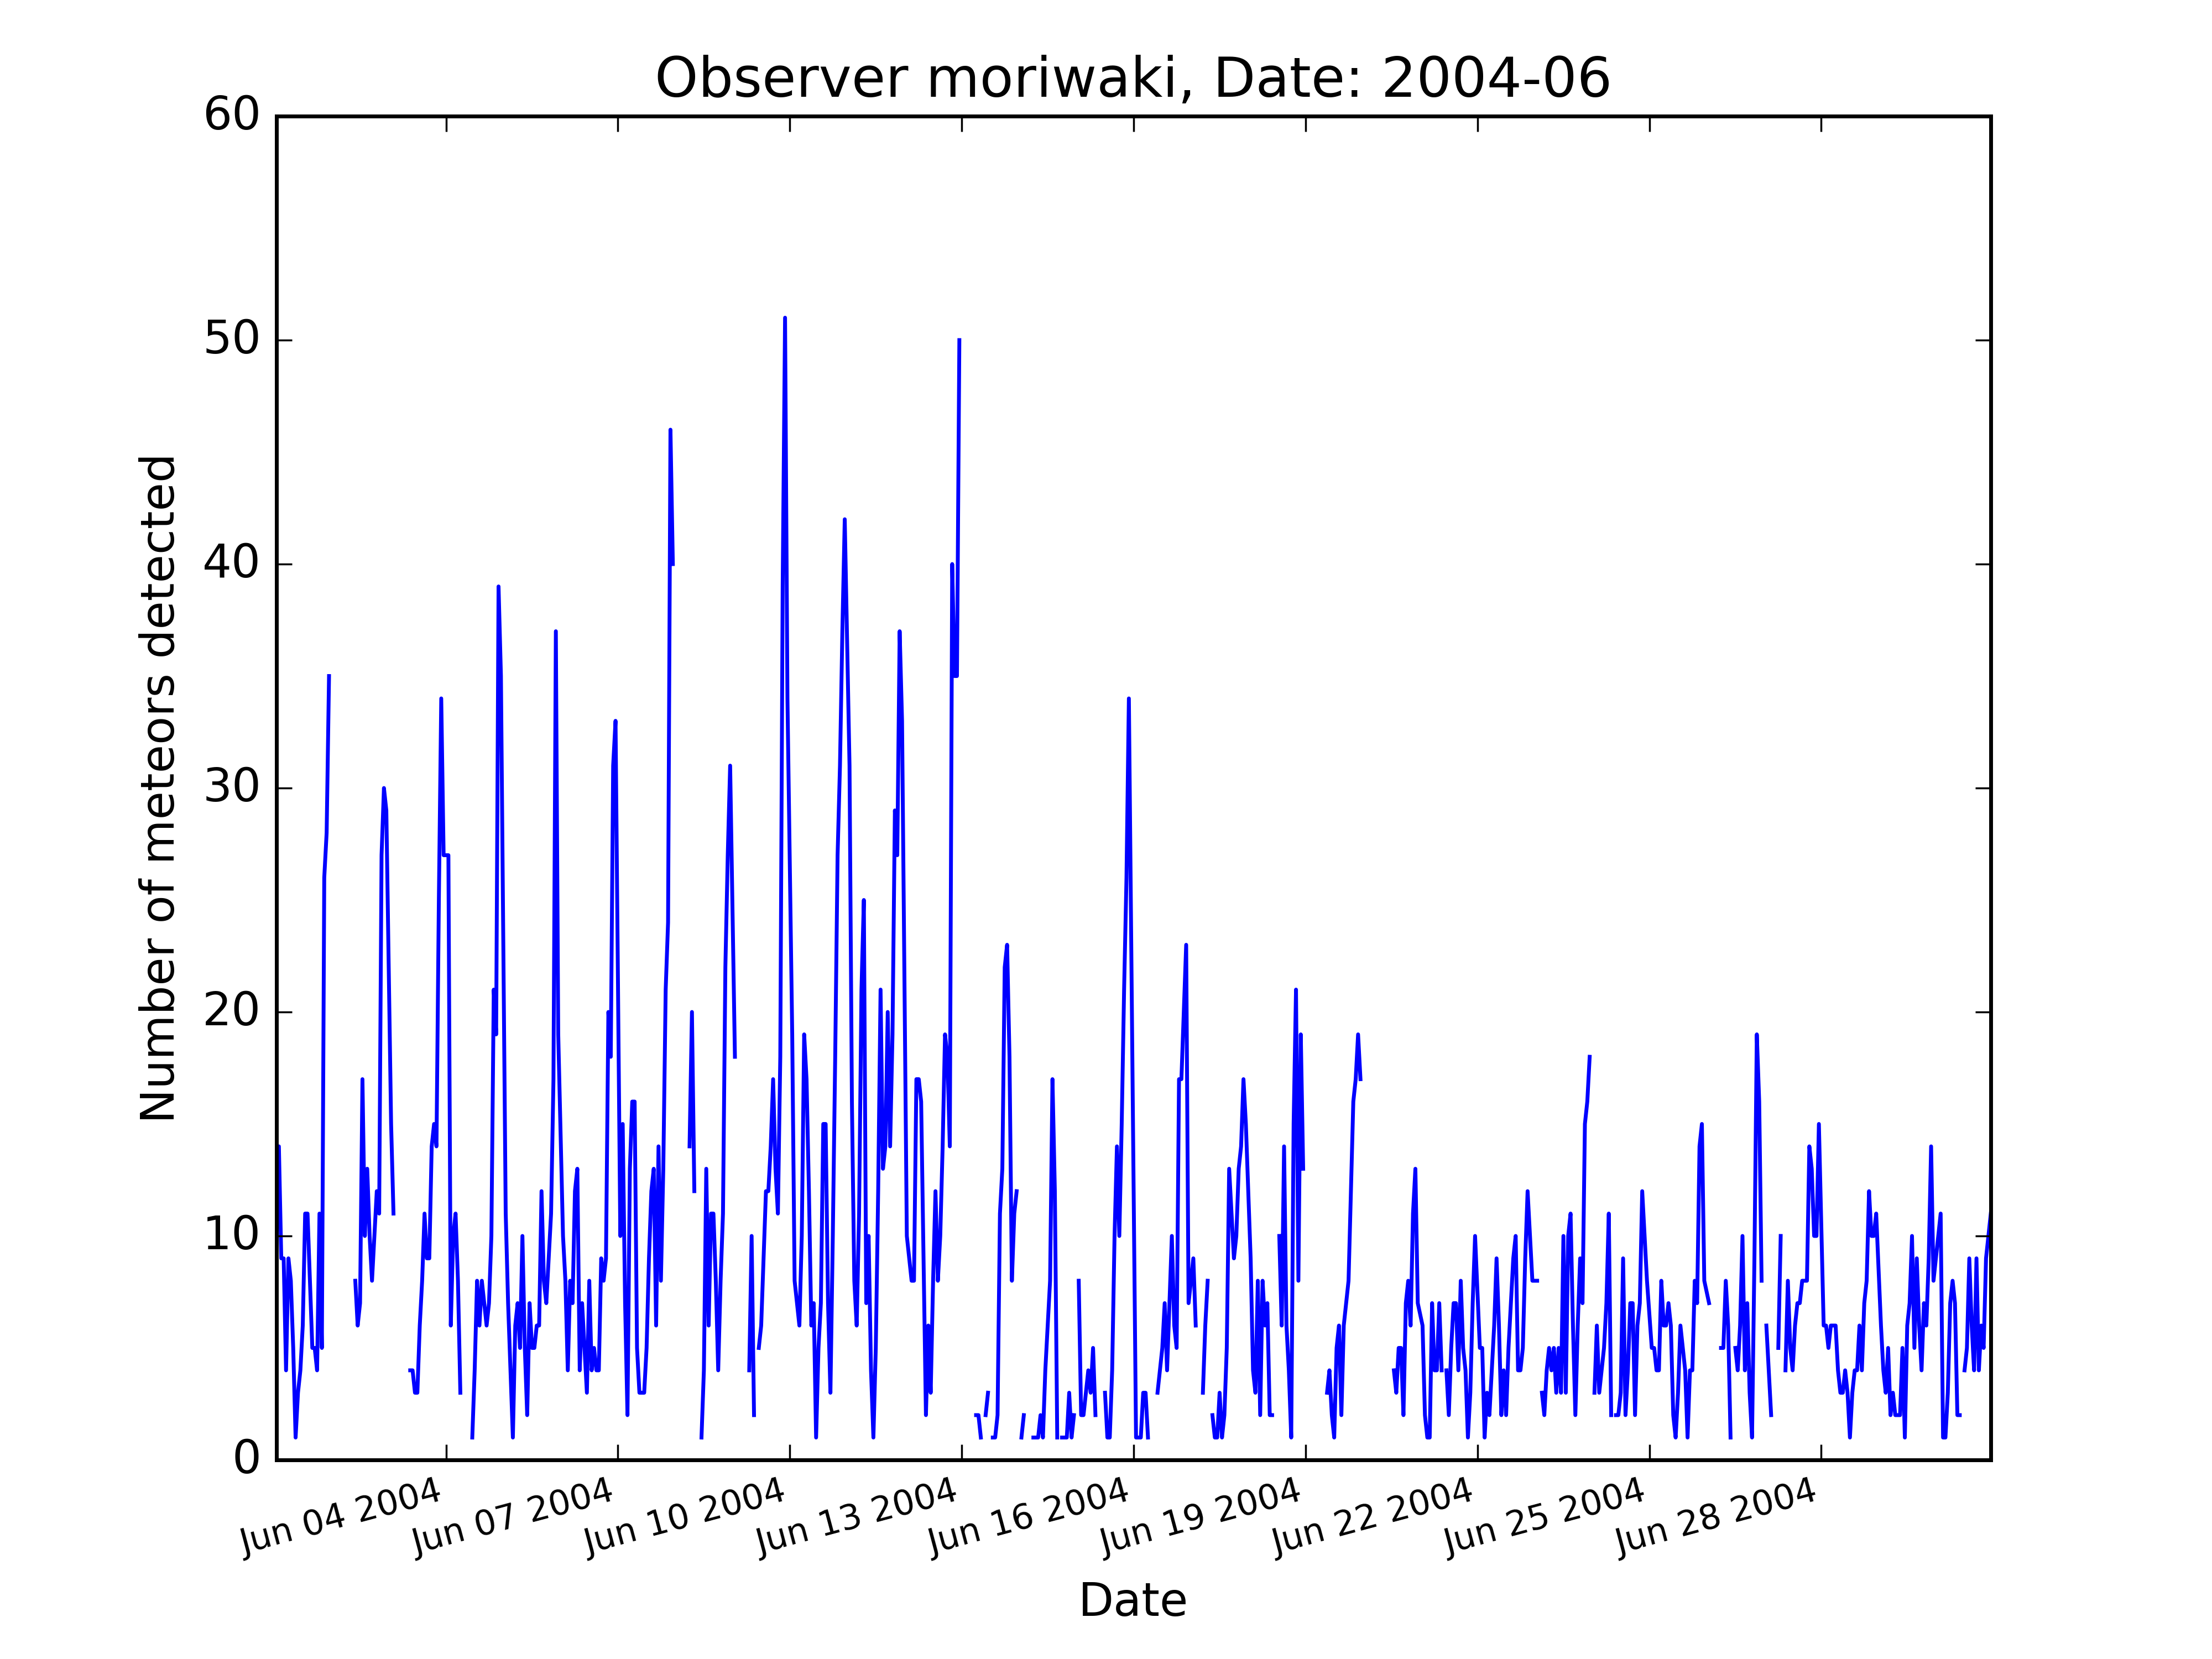 Observer moriwaki, Date: 2004-06
60
50
40
30
20
10
0
Number of meteors detected
Jun 04 2004
Jun 07 2004
Jun 10 2004
Jun 13 2004
Jun 16 2004
Jun 19 2004
Jun 22 2004
Jun 25 2004
Jun 28 2004
Date